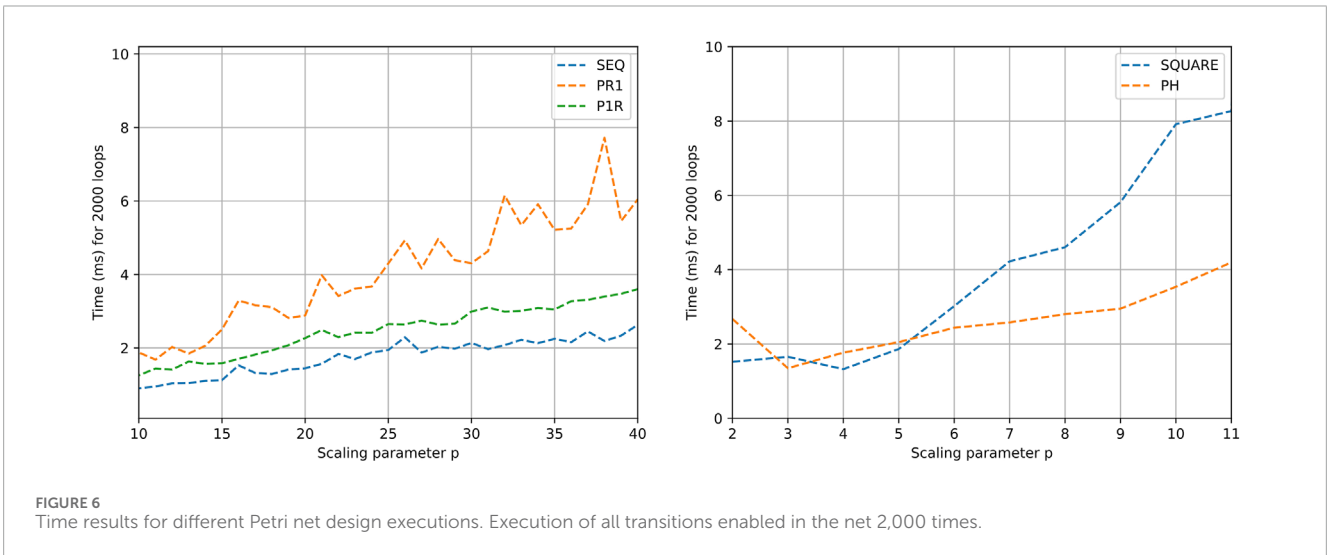 10
8
6
4
2
Time (ms) for 2000 loops
SEQ
PR1
P1R
10 15 20 25 30 35 40
Scaling parameter p
10
8
6
4
2
0
Time (ms) for 2000 loops
SQUARE
PH
2 3 4 5 6 7 8 9 10 11
Scaling parameter p
FIGURE 6
Time results for different Petri net design executions. Execution of all transitions enabled in the net 2,000 times.